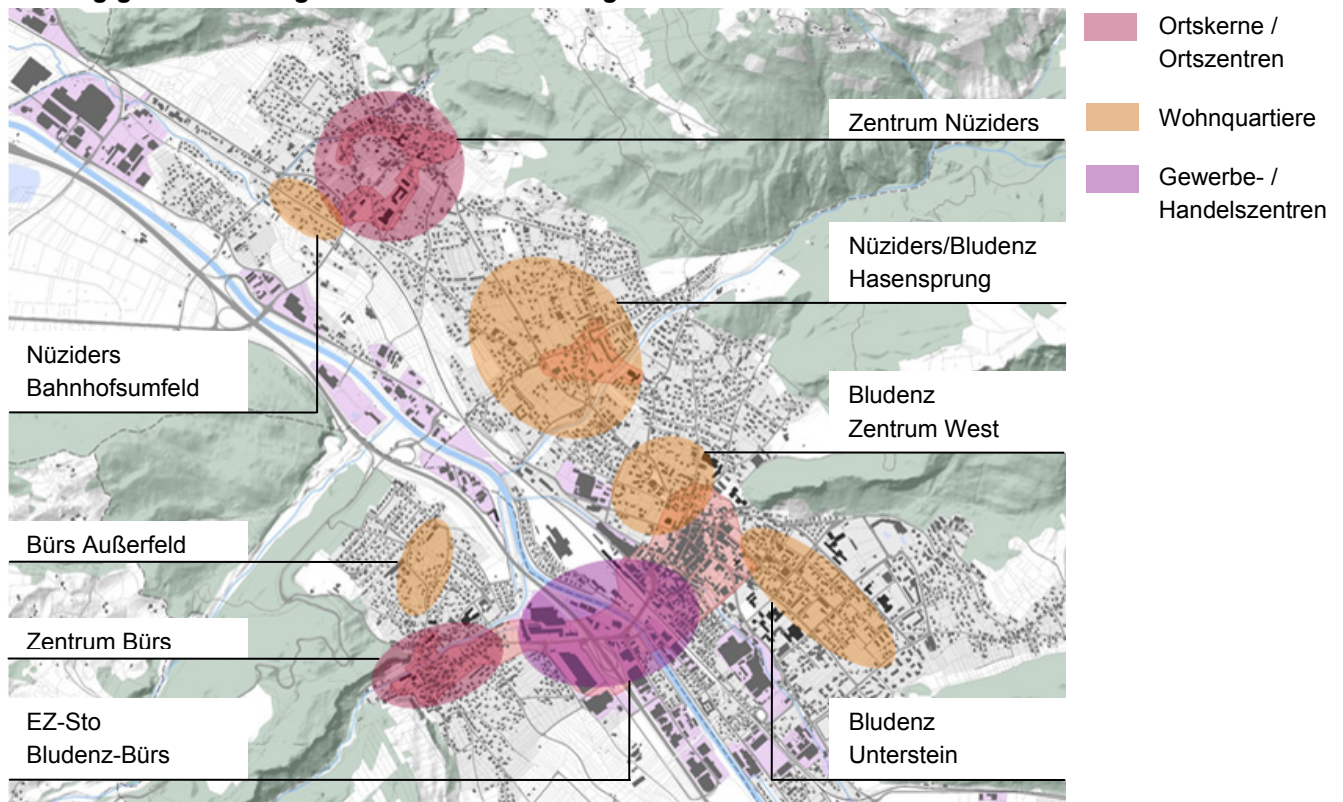 Ortskerne /
Ortszentren
Wohnquartiere
Gewerbe- /
Handelszentren
Zentrum Nüziders
Nüziders/Bludenz
Hasensprung
Nüziders
Bahnhofsumfeld
Bludenz
Zentrum West
Bürs Außerfeld
Zentrum Bürs
EZ-Sto
Bludenz-Bürs
Bludenz
Unterstein